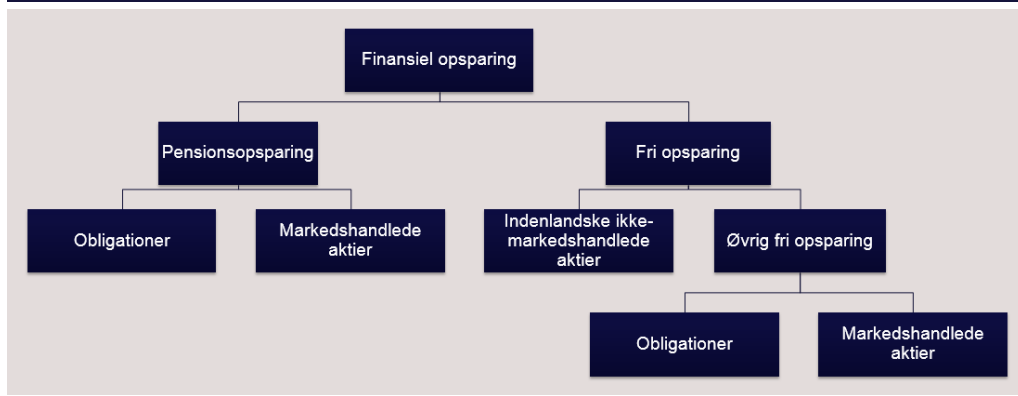 Finansiel opsparing
Pensionsopsparing
Fri opsparing
Obligationer
Markedshandlede
aktier
Indenlandske ikke-
markedshandlede
aktier
Øvrig fri opsparing
Obligationer
Markedshandlede
aktier